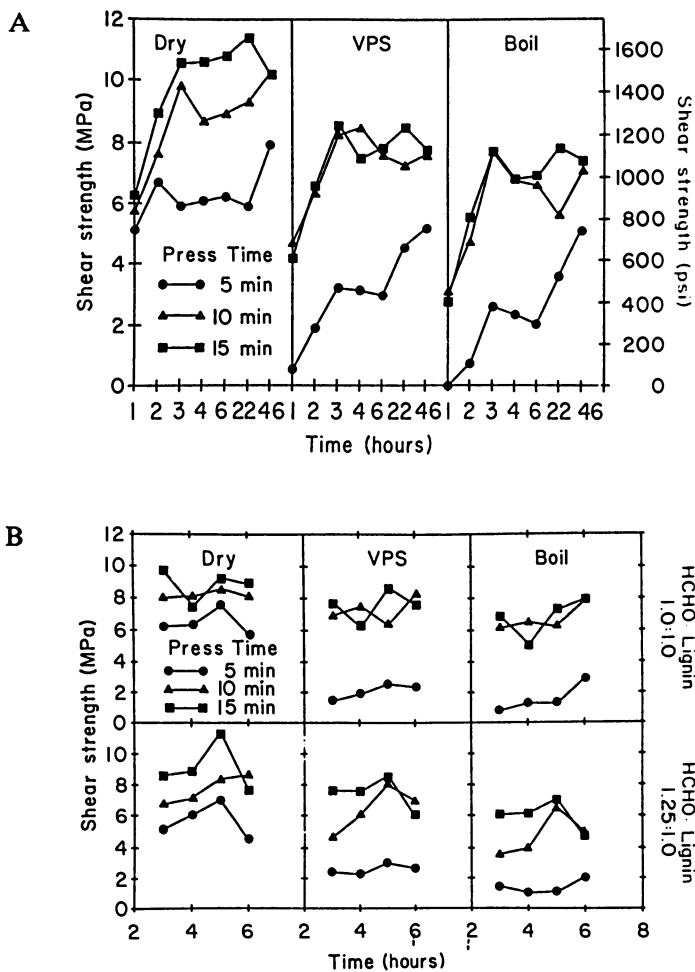 A
Dry
VPS
Boil
12
10
8
6
4
2
0
Shear strength (MPa)
Press Time
5 min
10 min
15 min
1600
1400
1200
1000
800
600
400
200
0
Shear strength (psi)
1 2 3 4 6 22 46
1 2 3 4 6 22 46
1 2 3 4 6 22 46
Time (hours)
B
Dry
VPS
Boil
12
10
8
6
4
2
0
Press Time
5 min
10 min
15 min
HCHO: Lignin
1.0:1.0
Shear strength (MPa)
10
8
6
4
2
0
HCHO: Lignin
1.25:1.0
2 4 6 2 4 6 2 4 6 8
Time (hours)